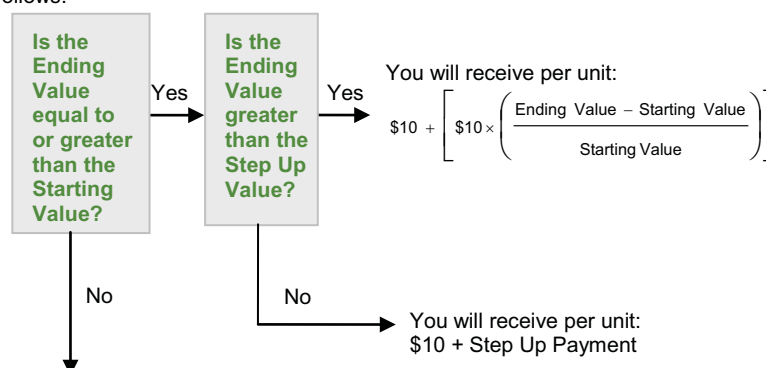 ollows:
Is the
Ending
Value
equal to
or greater
than the
Starting
Value?
Yes
Is the
Ending
Value
greater
than the
Step Up
Value?
Yes
You will receive per unit:
$10 + [ $10 × ( Ending Value − Starting Value / Starting Value ) ]
No
No
You will receive per unit:
$10 + Step Up Payment